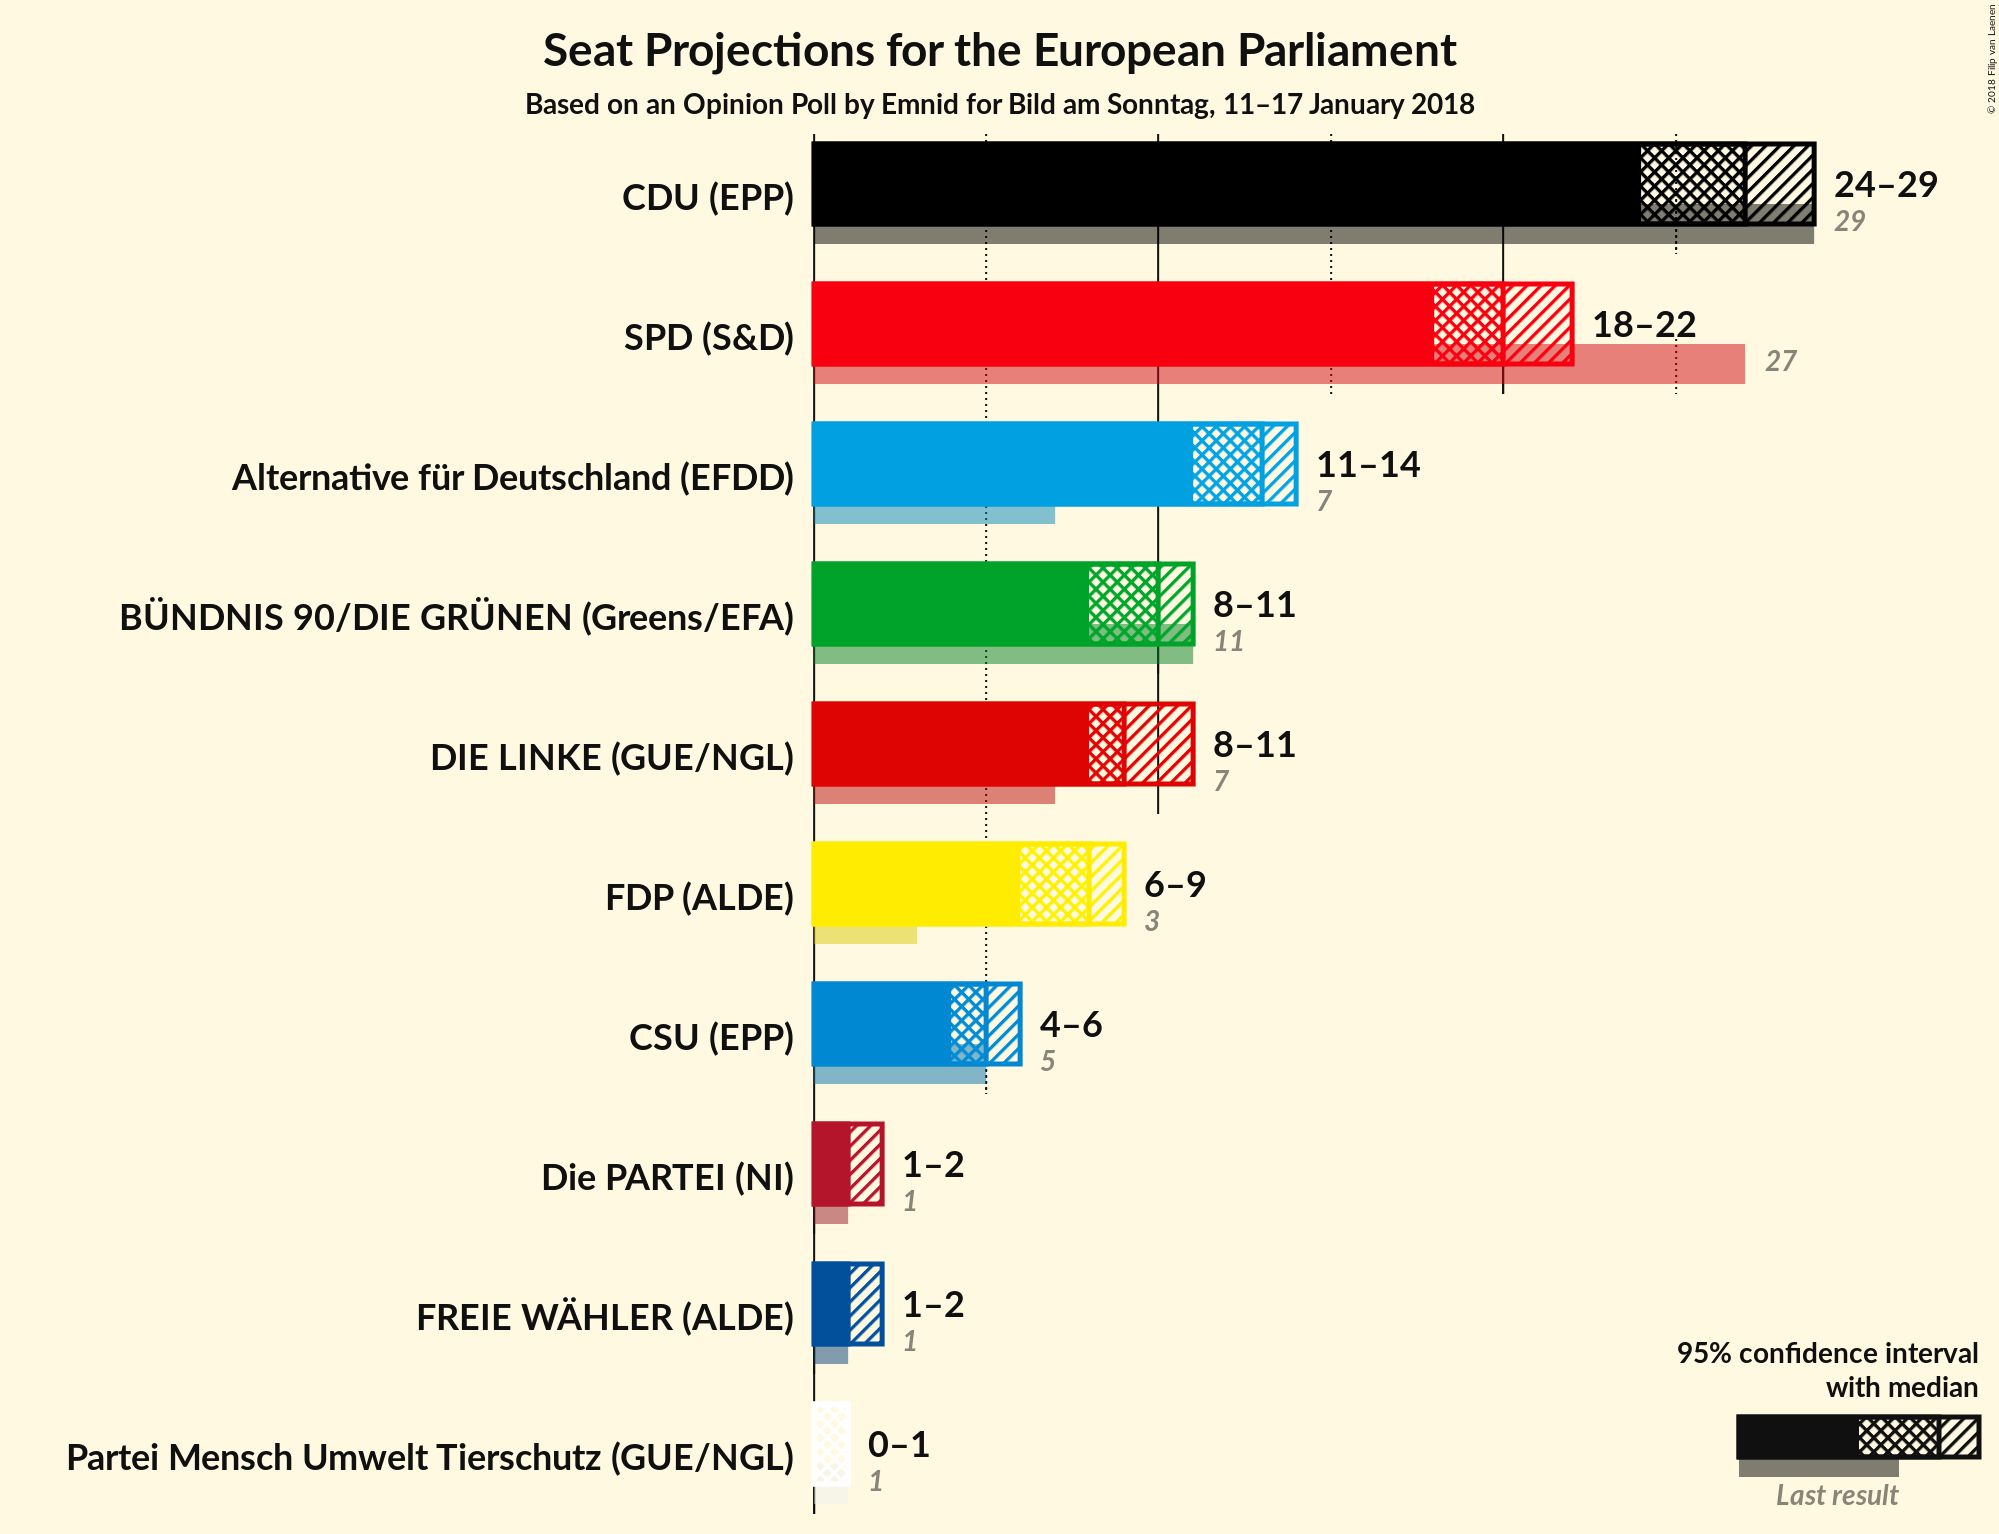 Seat Projections for the European Parliament
Based on an Opinion Poll by Emnid for Bild am Sonntag, 11–17 January 2018
© 2018 Filip van Laenen
CDU (EPP)
24–29
29
SPD (S&D)
18–22
27
Alternative für Deutschland (EFDD)
11–14
7
BÜNDNIS 90/DIE GRÜNEN (Greens/EFA)
8–11
11
DIE LINKE (GUE/NGL)
8–11
7
FDP (ALDE)
6–9
3
CSU (EPP)
4–6
5
Die PARTEI (NI)
1–2
1
FREIE WÄHLER (ALDE)
1–2
1
Partei Mensch Umwelt Tierschutz (GUE/NGL)
0–1
1
95% confidence interval
with median
Last result